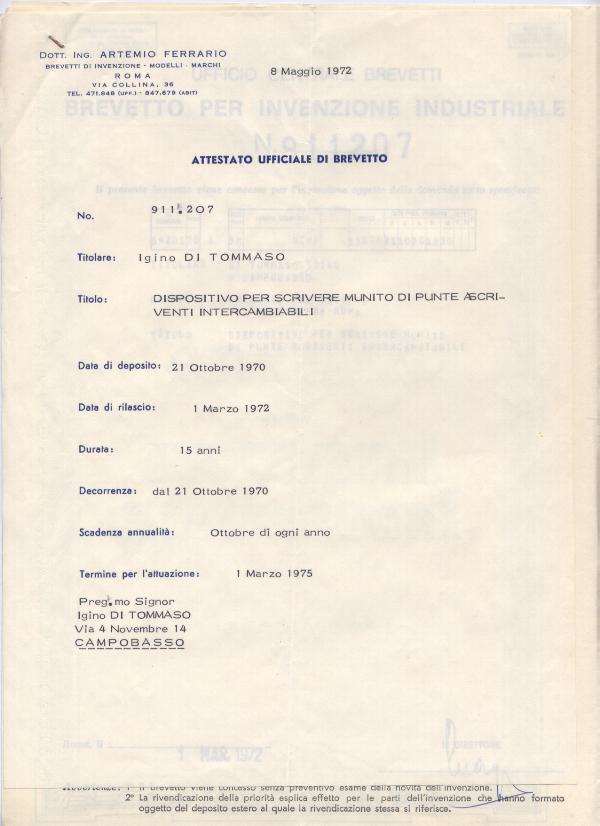 DOTT. ING. ARTEMIO FERRARIO
BREVETTI DI INVENZIONE - MODELLI - MARCHI
ROMA
VIA COLLINA, 36
TEL. 471.848 (UFF.) - 847.679 (ABIT)
8 Maggio 1972
UFFICIO CENTRALE BREVETTI
BREVETTO PER INVENZIONE INDUSTRIALE
N. 911207
ATTESTATO UFFICIALE DI BREVETTO
Il presente brevetto viene concesso per l'invenzione oggetto della domanda sotto specificata:
No. 911.207
Titolare: Igino DI TOMMASO
Titolo: DISPOSITIVO PER SCRIVERE MUNITO DI PUNTE ASCRI-
VENTI INTERCAMBIABILI
Data di deposito: 21 Ottobre 1970
Data di rilascio: 1 Marzo 1972
Durata: 15 anni
Decorrenza: dal 21 Ottobre 1970
Scadenza annualità: Ottobre di ogni anno
Termine per l'attuazione: 1 Marzo 1975
Preg.mo Signor
Igino DI TOMMASO
Via 4 Novembre 14
CAMPOBASSO
Roma, li 1 MAR. 1972
IL DIRETTORE
1° Il brevetto viene concesso senza preventivo esame della novità dell'invenzione.
2° La rivendicazione della priorità esplica effetto per le parti dell'invenzione che hanno formato
oggetto del deposito estero al quale la rivendicazione stessa si riferisce.